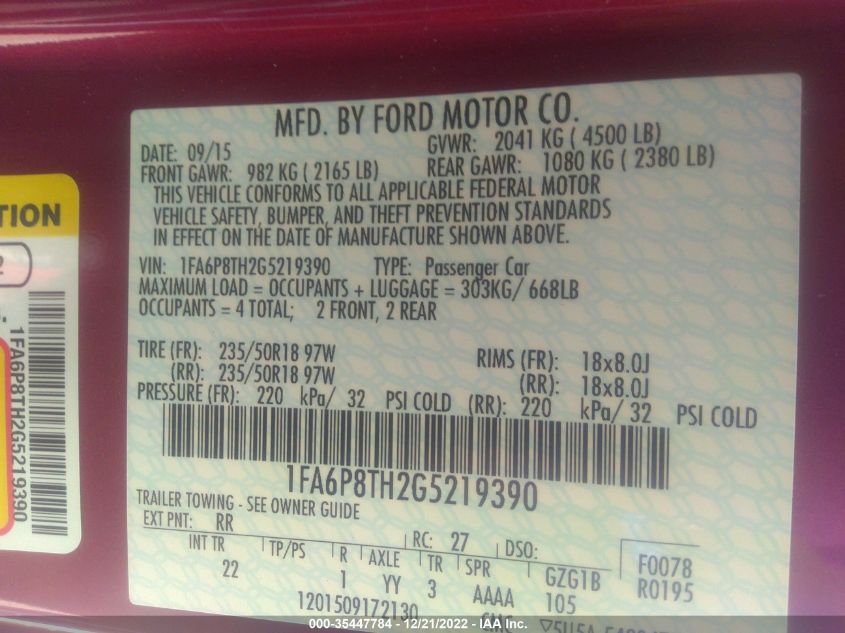 MFD. BY FORD MOTOR CO.
DATE: 09/15
GVWR: 2041 KG ( 4500 LB)
FRONT GAWR: 982 KG ( 2165 LB)
REAR GAWR: 1080 KG ( 2380 LB)
THIS VEHICLE CONFORMS TO ALL APPLICABLE FEDERAL MOTOR
VEHICLE SAFETY, BUMPER, AND THEFT PREVENTION STANDARDS
IN EFFECT ON THE DATE OF MANUFACTURE SHOWN ABOVE.
VIN: 1FA6P8TH2G5219390 TYPE: Passenger Car
MAXIMUM LOAD = OCCUPANTS + LUGGAGE = 303KG/ 668LB
OCCUPANTS = 4 TOTAL; 2 FRONT, 2 REAR
TIRE (FR): 235/50R18 97W RIMS (FR): 18x8.0J
(RR): 235/50R18 97W (RR): 18x8.0J
PRESSURE (FR): 220 kPa/ 32 PSI COLD (RR): 220 kPa/ 32 PSI COLD
1FA6P8TH2G5219390
TRAILER TOWING - SEE OWNER GUIDE
EXT PNT: RR RC: 27 DSO: F0078
INT TR TP/PS R AXLE TR SPR GZG1B R0195
22 1 YY 3 AAAA 105
1201509172130
1FA6P8TH2G5219390
000-35447784 - 12/21/2022 - IAA Inc.